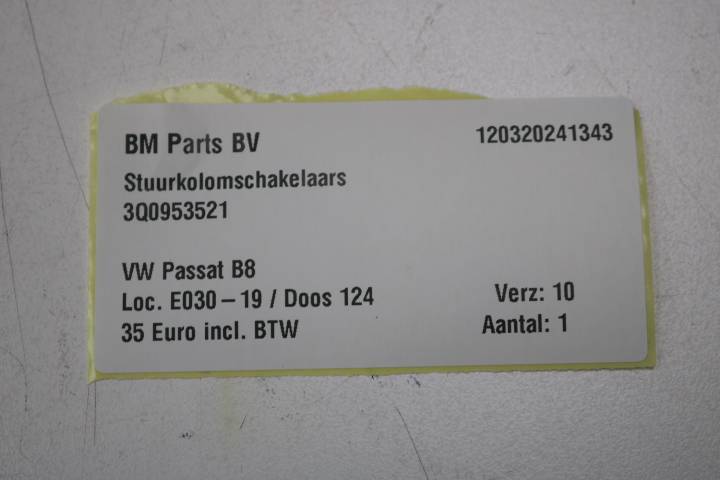 BM Parts BV 120320241343
Stuurkolomschakelaars
3Q0953521
VW Passat B8
Loc. E030 – 19 / Doos 124 Verz: 10
35 Euro incl. BTW Aantal: 1